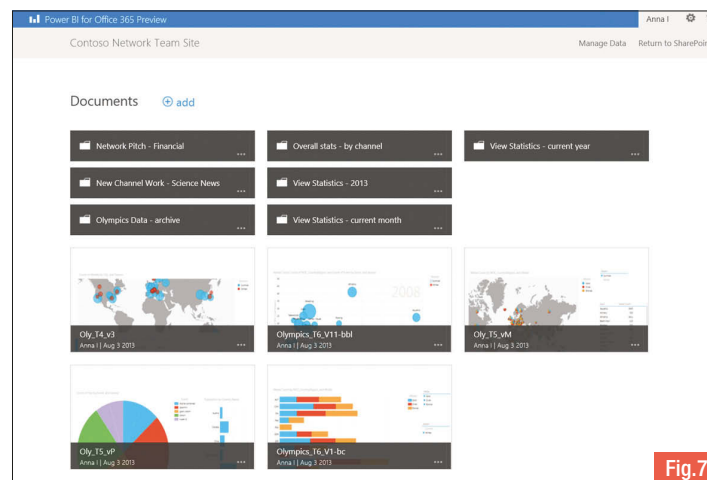 Power BI for Office 365 Preview
Anna I
Contoso Network Team Site
Manage Data
Return to
Documents
add
Network Pitch - Financial
Overall stats - by channel
View Statistics - current year
New Channel Work - Science News
View Statistics - 2013
Olympics Data - archive
View Statistics - current month
2008
Oly_T4_v3
Anna I | Aug 3 2013
Olympics_T6_V11-bbl
Anna I | Aug 3 2013
Oly_T5_vM
Anna I | Aug 3 2013
Oly_T5_vP
Anna I | Aug 3 2013
Olympics_T6_V1-bc
Anna I | Aug 3 2013
Fig.7